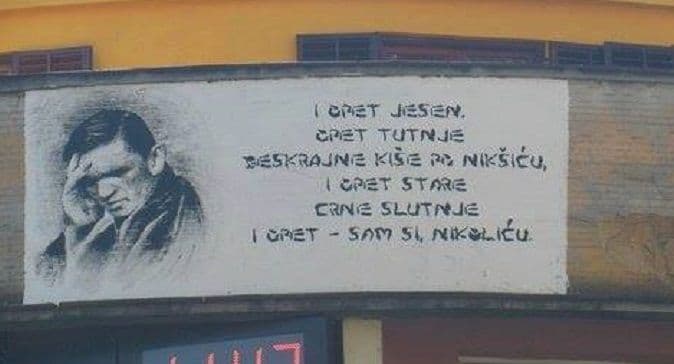 I OPET JESEN.
OPET TUTNJE
BESKRAJNE KIŠE PO NIKŠIĆU,
I OPET STARE
CRNE SLUTNJE
I OPET - SAM SI, NIKOLIĆU.